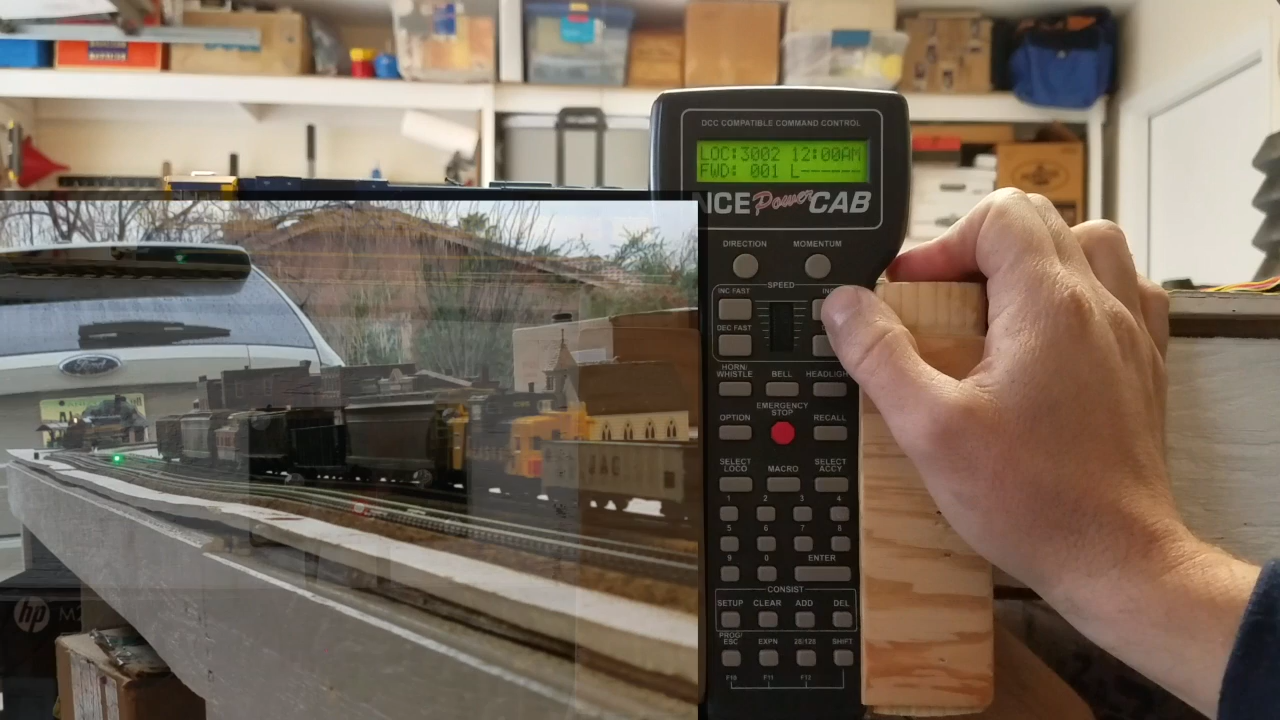 DCC COMPATIBLE COMMAND CONTROL
LOC:3002 12:00AM
FWD: 001 L------
NCE Power CAB
DIRECTION MOMENTUM
SPEED
INC FAST
DEC FAST
HORN/
WHISTLE BELL
EMERGENCY
STOP
OPTION RECALL
SELECT
LOCO MACRO SELECT
ACCY
1 2 3 4
5 6 7 8
9 0 ENTER
CONSIST
SETUP CLEAR ADD DEL
PROG/
ESC EXPN 28/128 SHIFT
F10 F11 F12
Ford
hp